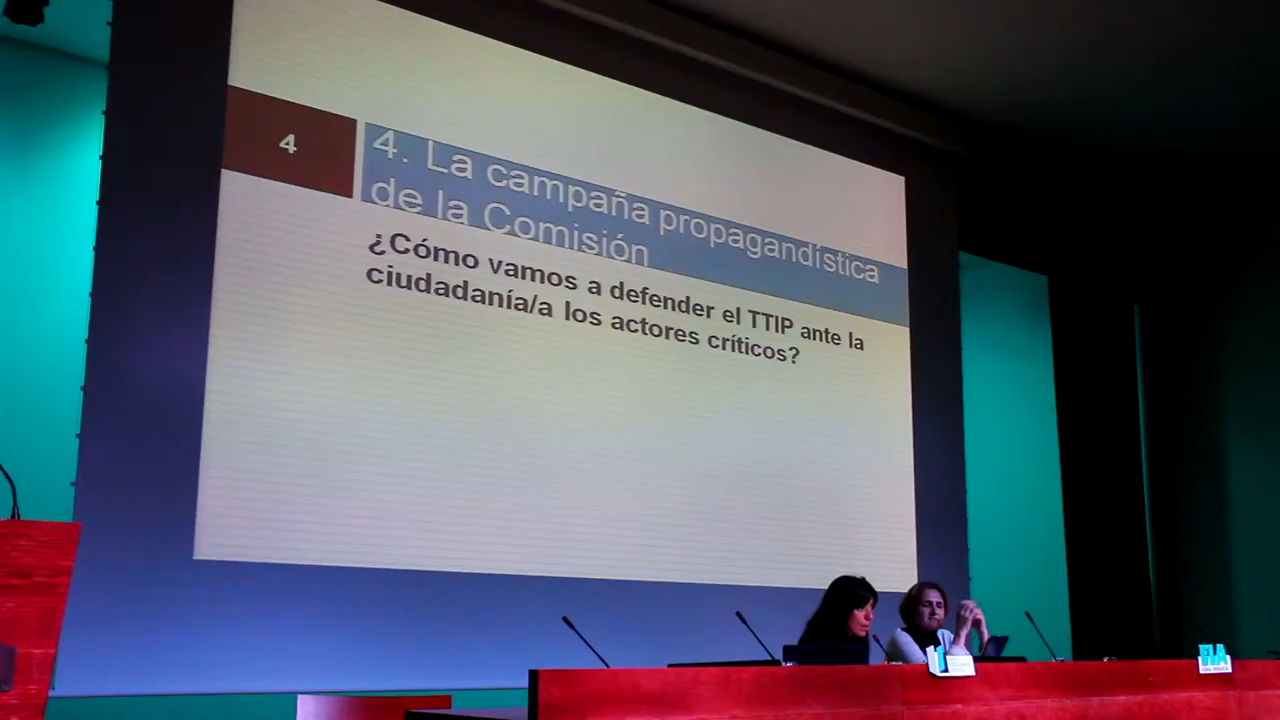 4
4. La campaña propagandística
de la Comisión
¿Cómo vamos a defender el TTIP ante la
ciudadanía/a los actores críticos?